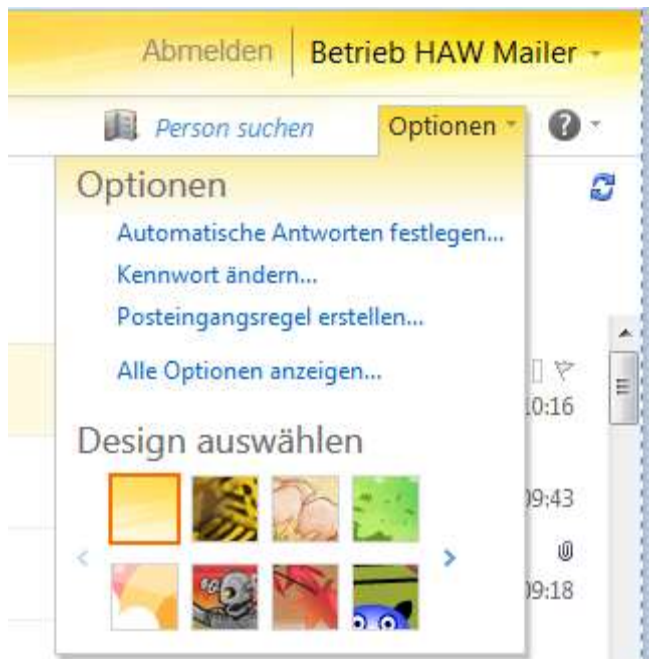 Abmelden Betrieb HAW Mailer
Person suchen Optionen
Optionen
Automatische Antworten festlegen...
Kennwort ändern...
Posteingangsregel erstellen...
Alle Optionen anzeigen...
10:16
Design auswählen
09:43
09:18